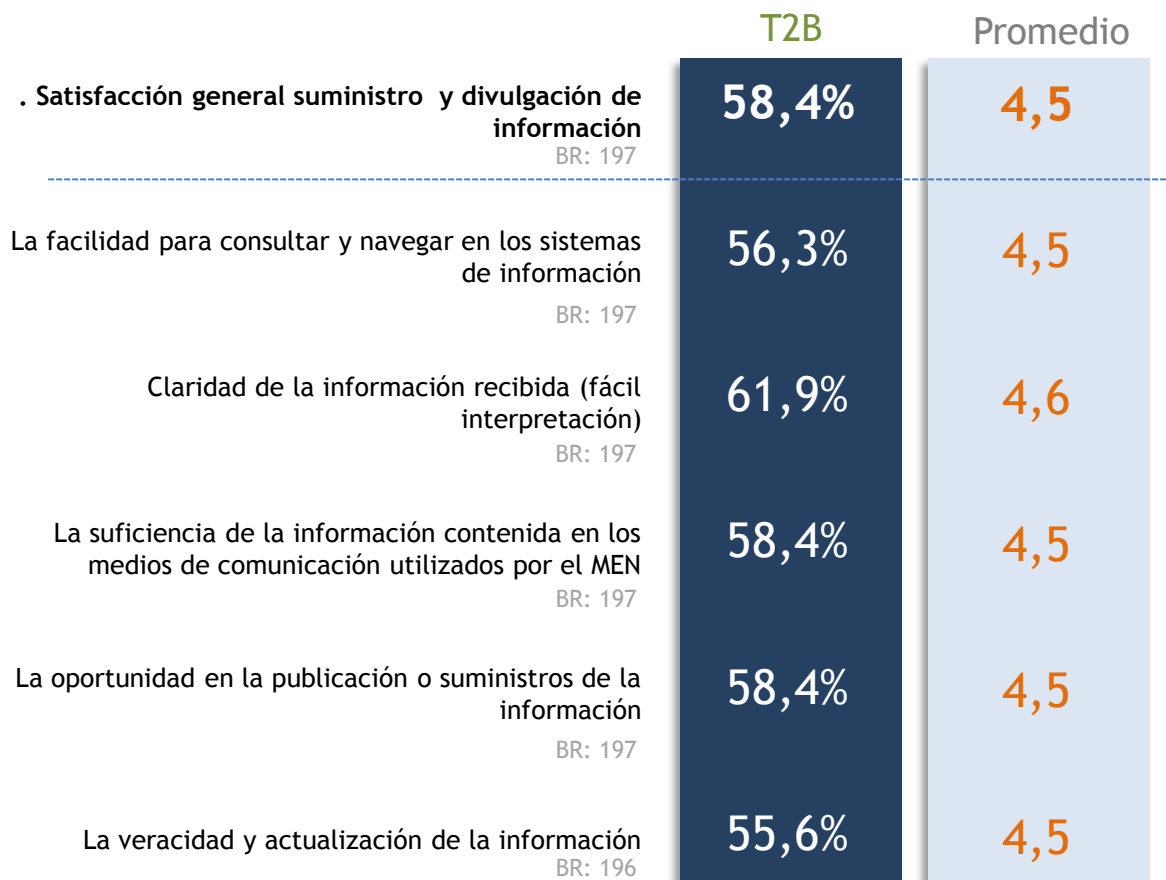 T2B Promedio
. Satisfacción general suministro y divulgación de
información
BR: 197
58,4% 4,5
La facilidad para consultar y navegar en los sistemas
de información
BR: 197
56,3% 4,5
Claridad de la información recibida (fácil
interpretación)
BR: 197
61,9% 4,6
La suficiencia de la información contenida en los
medios de comunicación utilizados por el MEN
BR: 197
58,4% 4,5
La oportunidad en la publicación o suministros de la
información
BR: 197
58,4% 4,5
La veracidad y actualización de la información
BR: 196
55,6% 4,5